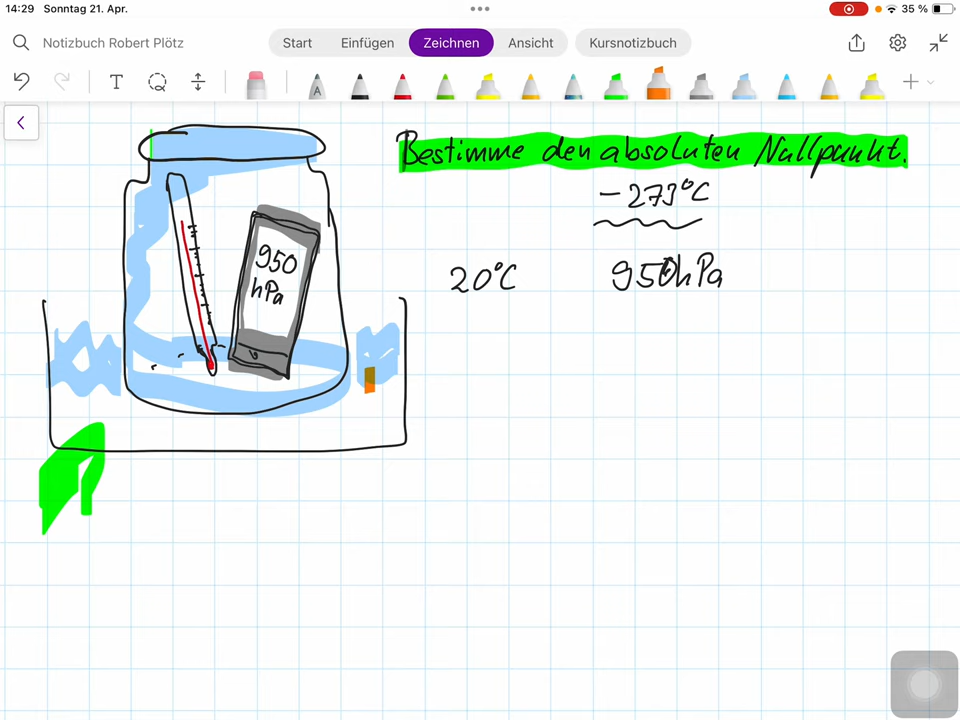 14:29 Sonntag 21. Apr.
35 %
Notizbuch Robert Plötz
Start Einfügen Zeichnen Ansicht Kursnotizbuch
T
A
Bestimme den absoluten Nullpunkt.
-273°C
20°C 950hPa
950
hPa